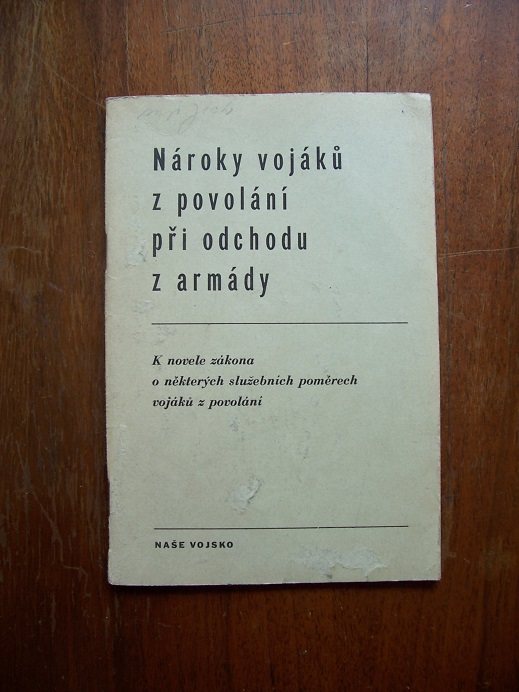 Nároky vojáků
z povolání
při odchodu
z armády
K novele zákona
o některých služebních poměrech
vojáků z povolání
NAŠE VOJSKO